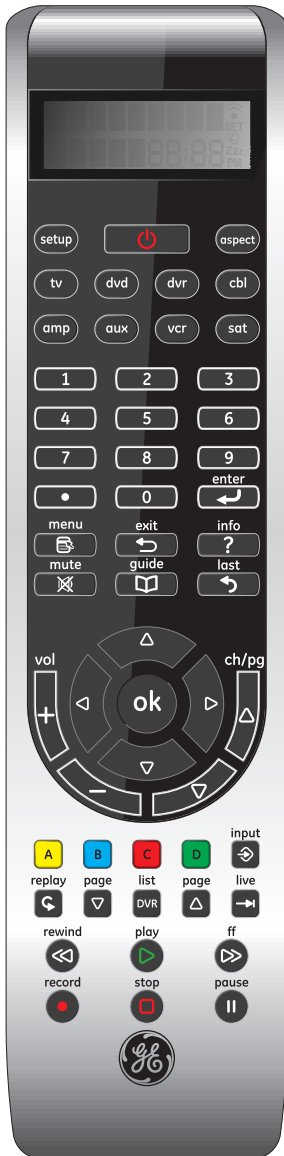 SET
88:88
PM
setup aspect
tv dvd dvr cbl
amp aux vcr sat
1 2 3
4 5 6
7 8 9
enter
• 0
menu exit info
?
mute guide last
vol ch/pg
ok
+
−
input
A B C D
replay page list page live
DVR
rewind play ff
record stop pause
GE